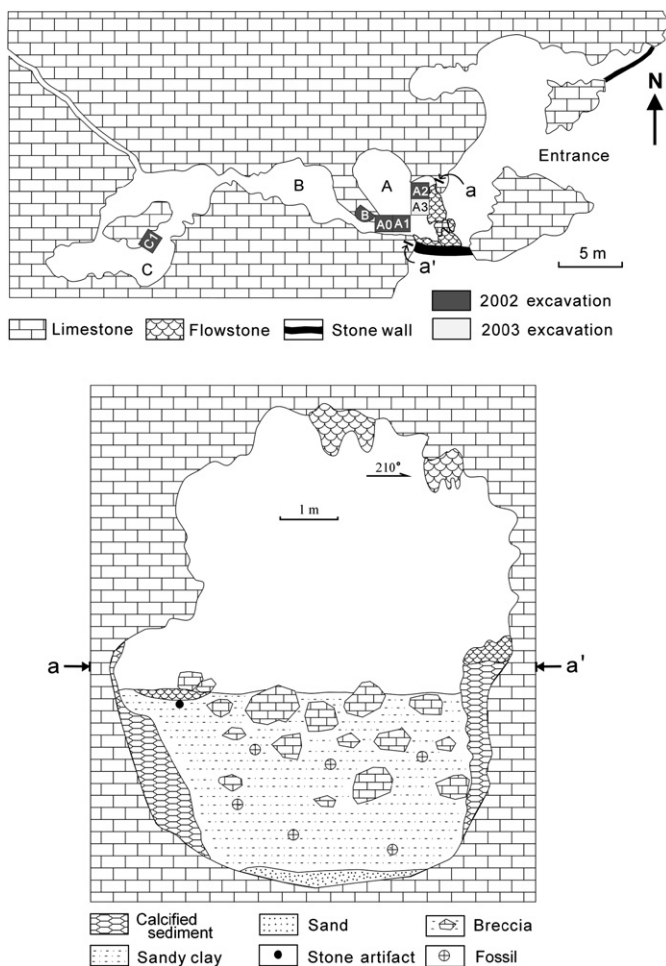 N
Entrance
B
A
A2
a
A3
B
A0 A1
C1
C
a'
5 m
2002 excavation
Limestone
Flowstone
Stone wall
2003 excavation
210°
1 m
a
a'
Calcified sediment
Sand
Breccia
Sandy clay
Stone artifact
Fossil